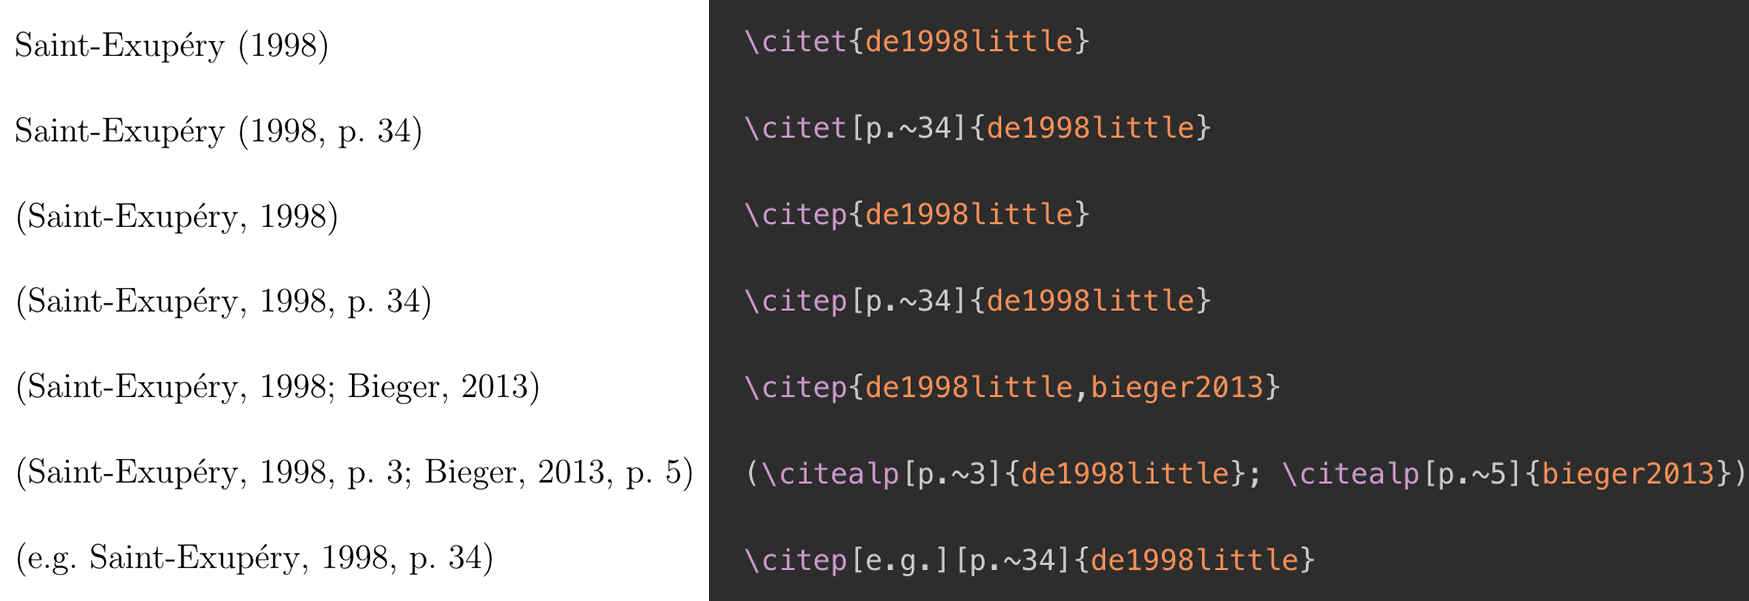 Saint-Exupéry (1998) \citet{de1998little}
Saint-Exupéry (1998, p. 34) \citet[p.~34]{de1998little}
(Saint-Exupéry, 1998) \citep{de1998little}
(Saint-Exupéry, 1998, p. 34) \citep[p.~34]{de1998little}
(Saint-Exupéry, 1998; Bieger, 2013) \citep{de1998little,bieger2013}
(Saint-Exupéry, 1998, p. 3; Bieger, 2013, p. 5) (\citealp[p.~3]{de1998little}; \citealp[p.~5]{bieger2013})
(e.g. Saint-Exupéry, 1998, p. 34) \citep[e.g.][p.~34]{de1998little}